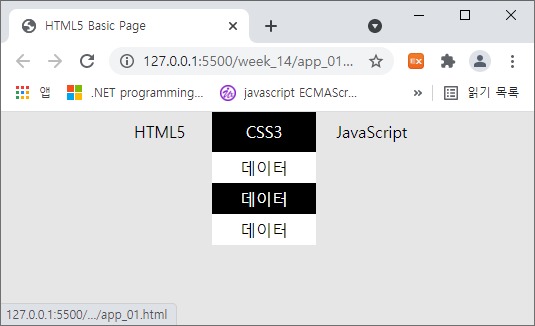 HTML5 Basic Page
127.0.0.1:5500/week_14/app_01...
앱 .NET programming... javascript ECMAScr... » 읽기 목록
HTML5 CSS3 JavaScript
데이터
데이터
데이터
127.0.0.1:5500/.../app_01.html